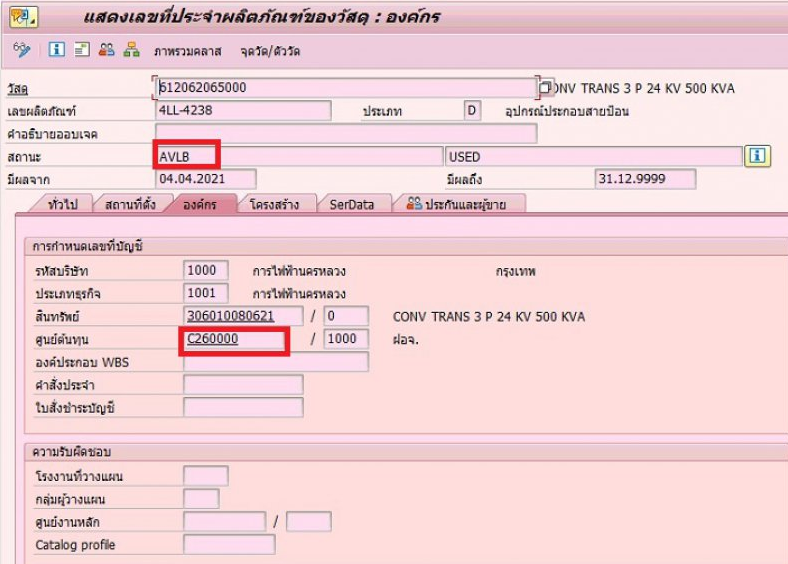 แสดงเลขที่ประจำผลิตภัณฑ์ของวัสดุ : องค์กร
ภาพรวมคลาส จุดวัด/ตัววัด
วัสดุ 612062065000 ONV TRANS 3 P 24 KV 500 KVA
เลขผลิตภัณฑ์ 4LL-4238 ประเภท D อุปกรณ์ประกอบสายป้อน
คำอธิบายออบเจค
สถานะ AVLB USED
มีผลจาก 04.04.2021 มีผลถึง 31.12.9999
ทั่วไป สถานที่ตั้ง องค์กร โครงสร้าง SerData ประกันและผู้ขาย
การกำหนดเลขที่บัญชี
รหัสบริษัท 1000 การไฟฟ้านครหลวง กรุงเทพ
ประเภทธุรกิจ 1001 การไฟฟ้านครหลวง
สินทรัพย์ 306010080621 / 0 CONV TRANS 3 P 24 KV 500 KVA
ศูนย์ต้นทุน C260000 / 1000 ฝอจ.
องค์ประกอบ WBS
คำสั่งประจำ
ใบสั่งชำระบัญชี
ความรับผิดชอบ
โรงงานที่วางแผน
กลุ่มผู้วางแผน
ศูนย์งานหลัก /
Catalog profile